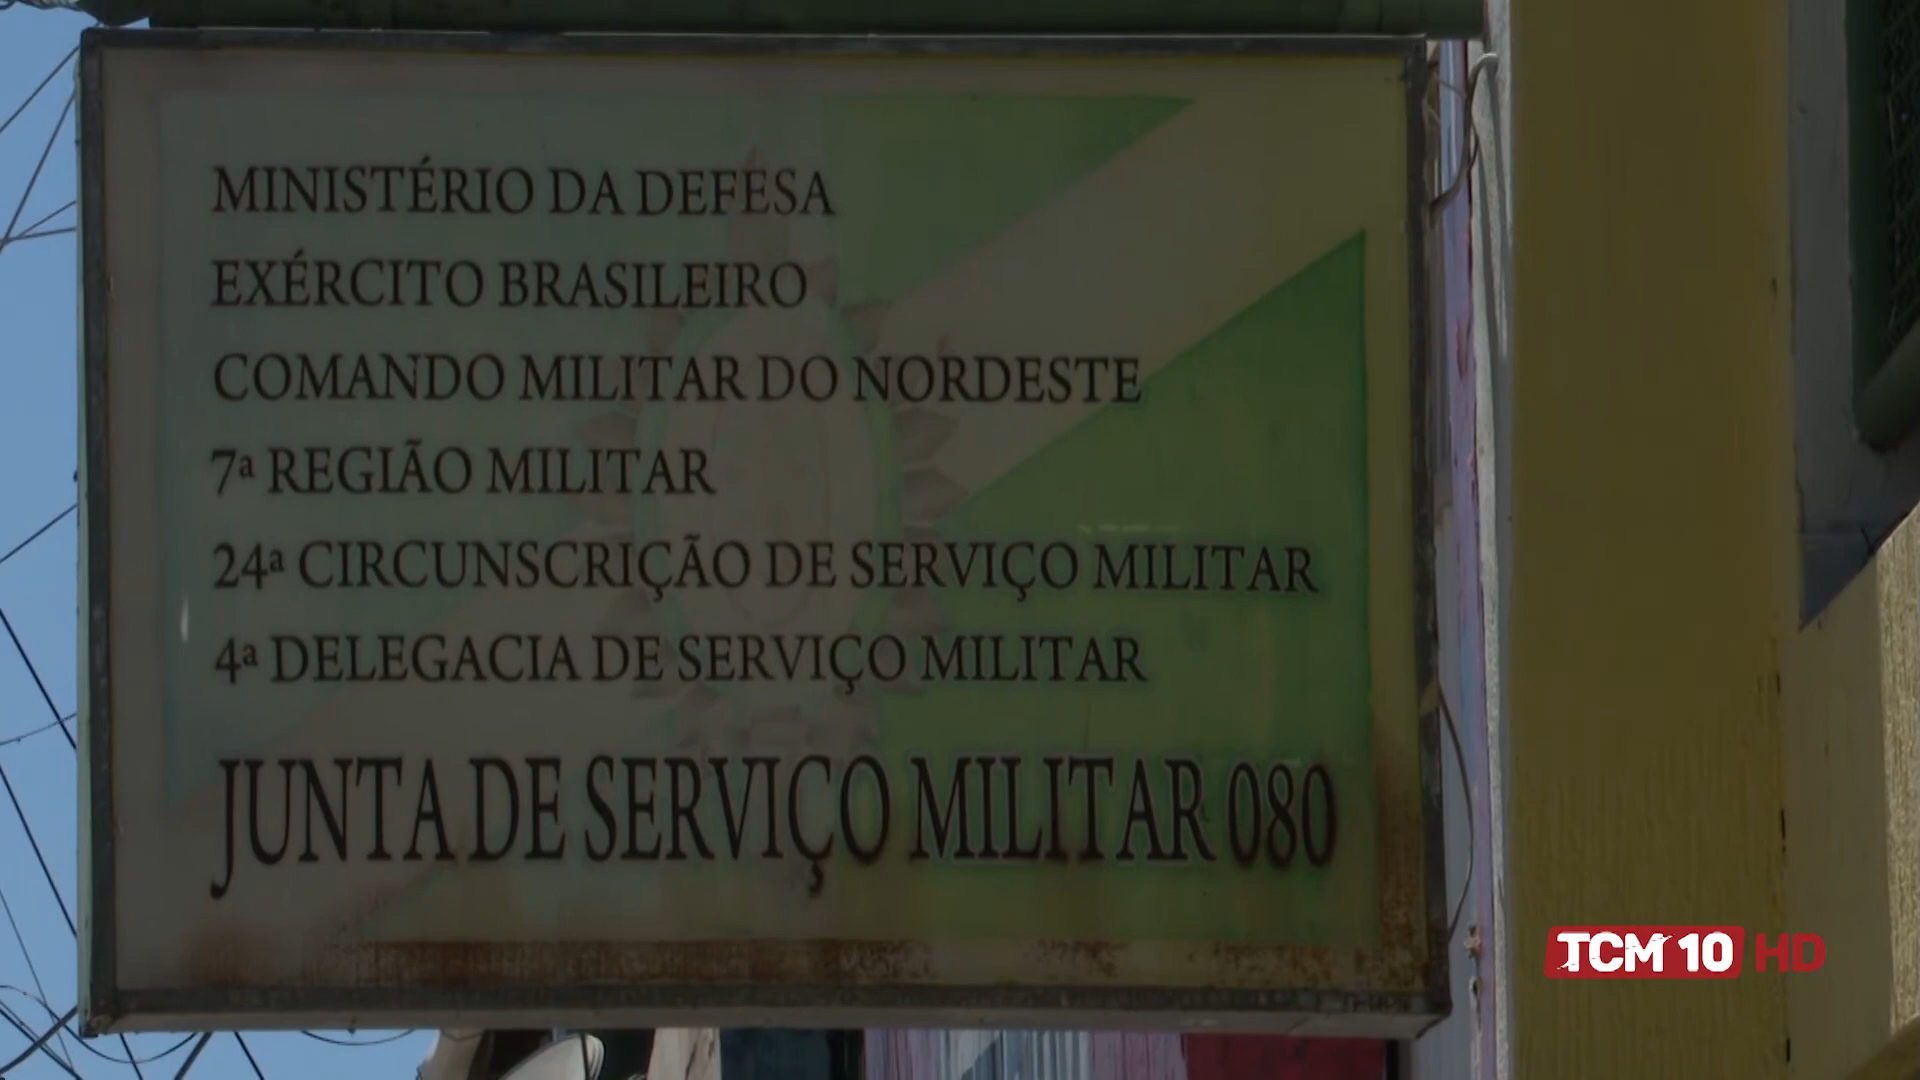 MINISTÉRIO DA DEFESA
EXÉRCITO BRASILEIRO
COMANDO MILITAR DO NORDESTE
7ª REGIÃO MILITAR
24ª CIRCUNSCRIÇÃO DE SERVIÇO MILITAR
4ª DELEGACIA DE SERVIÇO MILITAR
JUNTA DE SERVIÇO MILITAR 080
TCM 10 HD